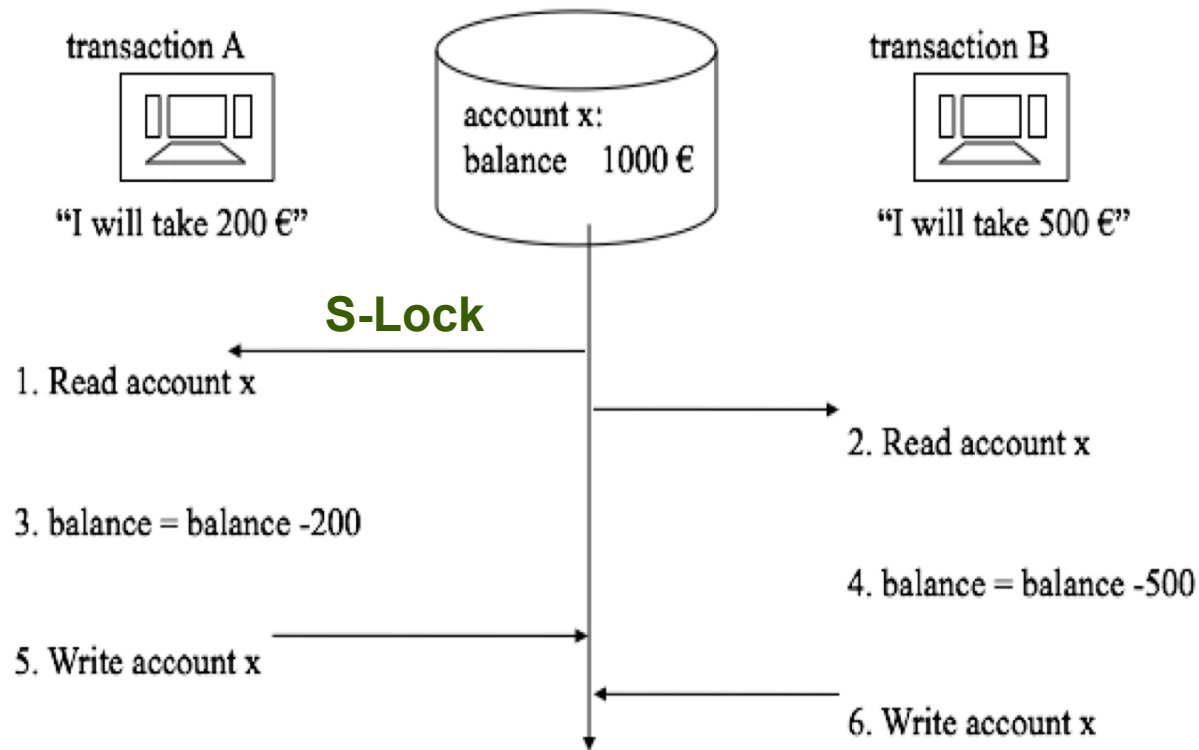 transaction A
transaction B
account x:
balance 1000 €
“I will take 200 €”
“I will take 500 €”
S-Lock
1. Read account x
2. Read account x
3. balance = balance -200
4. balance = balance -500
5. Write account x
6. Write account x